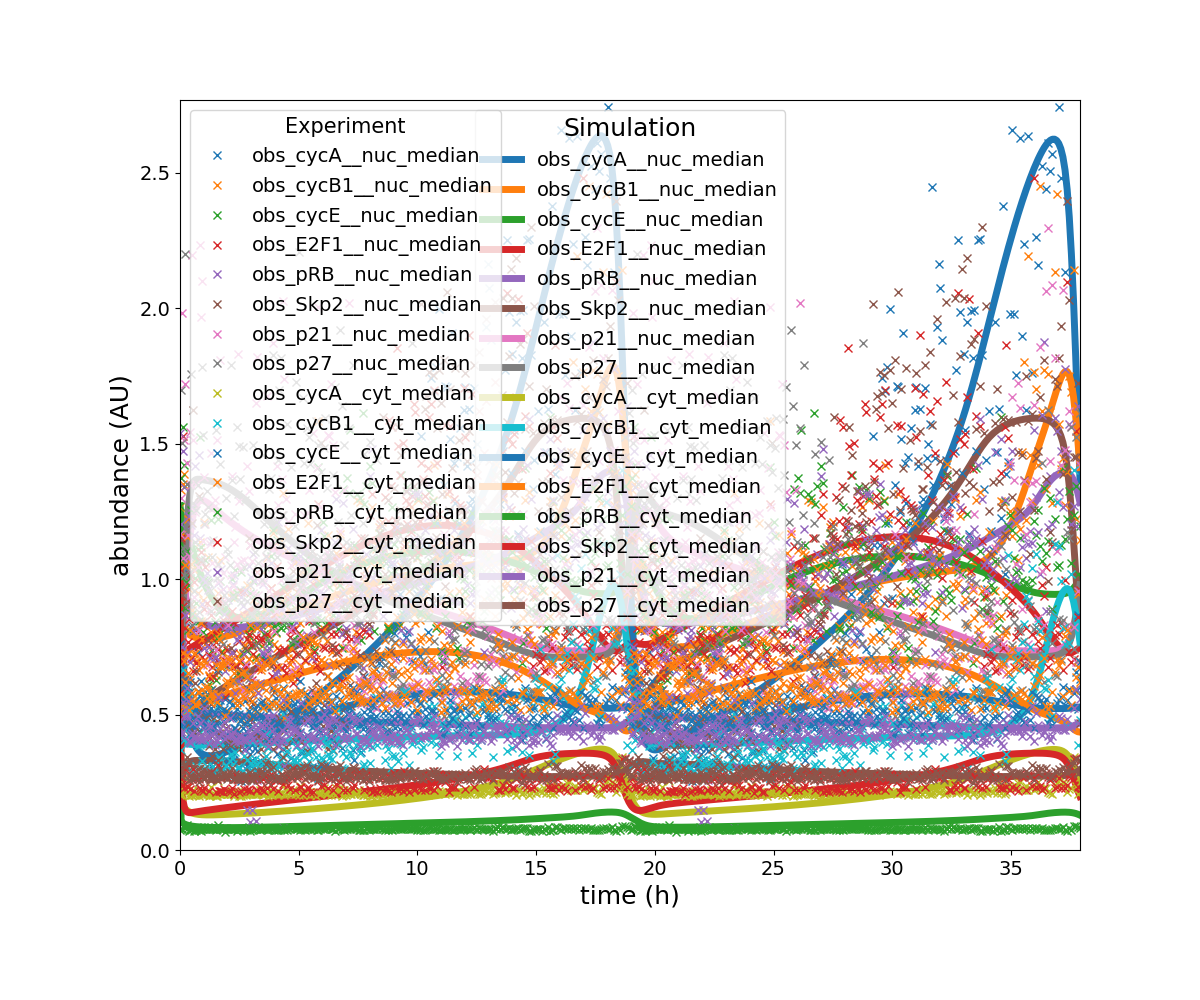 Experiment
obs_cycA__nuc_median
obs_cycB1__nuc_median
obs_cycE__nuc_median
obs_E2F1__nuc_median
obs_pRB__nuc_median
obs_Skp2__nuc_median
obs_p21__nuc_median
obs_p27__nuc_median
obs_cycA__cyt_median
obs_cycB1__cyt_median
obs_cycE__cyt_median
obs_E2F1__cyt_median
obs_pRB__cyt_median
obs_Skp2__cyt_median
obs_p21__cyt_median
obs_p27__cyt_median
Simulation
obs_cycA__nuc_median
obs_cycB1__nuc_median
obs_cycE__nuc_median
obs_E2F1__nuc_median
obs_pRB__nuc_median
obs_Skp2__nuc_median
obs_p21__nuc_median
obs_p27__nuc_median
obs_cycA__cyt_median
obs_cycB1__cyt_median
obs_cycE__cyt_median
obs_E2F1__cyt_median
obs_pRB__cyt_median
obs_Skp2__cyt_median
obs_p21__cyt_median
obs_p27__cyt_median
abundance (AU)
2.5
2.0
1.5
1.0
0.5
0.0
0 5 10 15 20 25 30 35
time (h)